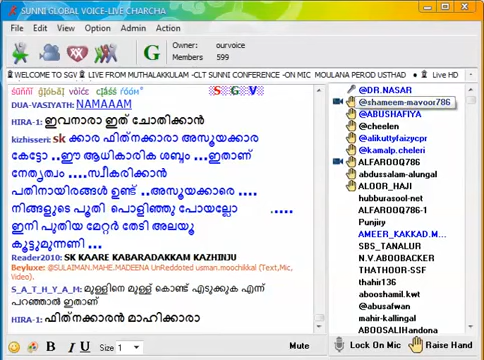 SUNNI GLOBAL VOICE-LIVE CHARCHA
File Edit View Option Admin Action
G Owner: ourvoice
Members 599
WELCOME TO SGV ● LIVE FROM MUTHALAKKULAM -CLT SUNNI CONFERENCE -ON MIC MOULANA PEROD USTHAD ● Live HD
S G V
DUA-VASIYATH: NAMAAAM
HIRA-1: ഇവനാരാ ഇത് ചോതിക്കാൻ
kizhisseri: sk ക്കാര ഫിത്‌നക്കാരാ അസൂയക്കാര
കേട്ടോ ..ഈ ആധികാരിക ശബ്ദം ...ഇതാണ്
നേതൃത്വം ....സ്വീകരിക്കാൻ
പതിനായിരങ്ങൾ ഉണ്ട് ..അസൂയക്കാരെ ....
നിങ്ങളുടെ പൂതി പൊളിഞ്ഞു പോയല്ലോ ....
ഇനി പുതിയ മേറ്റർ തേടി അലയൂ
കൂട്ടുമുന്നണി ...
Reader2010: SK KAARE KABARADAKKAM KAZHINJU
Beyluxe: @SULAIMAN.MAHE.MADEENA UnReddoted usman.moochikkal (Text,Mic,
Video).
S_A_T_H_Y_A_M: മുള്ളിനെ മുള്ള് കൊണ്ട് എടുക്കുക എന്ന്
പറഞ്ഞാൽ ഇതാണ്
HIRA-1: ഫിത്‌നക്കാരൻ മാഹിക്കാരാ
B I U Size 1 Mute
@DR.NASAR
@shameem-mavoor786
@ABUSHAFIYA
@cheelen
@alikuttyfaizycpr
@kamalp.cheleri
ALFAROOQ786
abdussalam-alungal
ALOOR_HAJI
hubburasool-net
ALFAROOQ786-1
Punjiry
AMEER_KAKKAD.M...
SBS_TANALUR
N.V.ABOOBACKER
THATHOOR-SSF
thahir136
abooshamil.kwt
@abusafwan
mahir-kallingal
ABOOSALIHandona
Lock On Mic Raise Hand